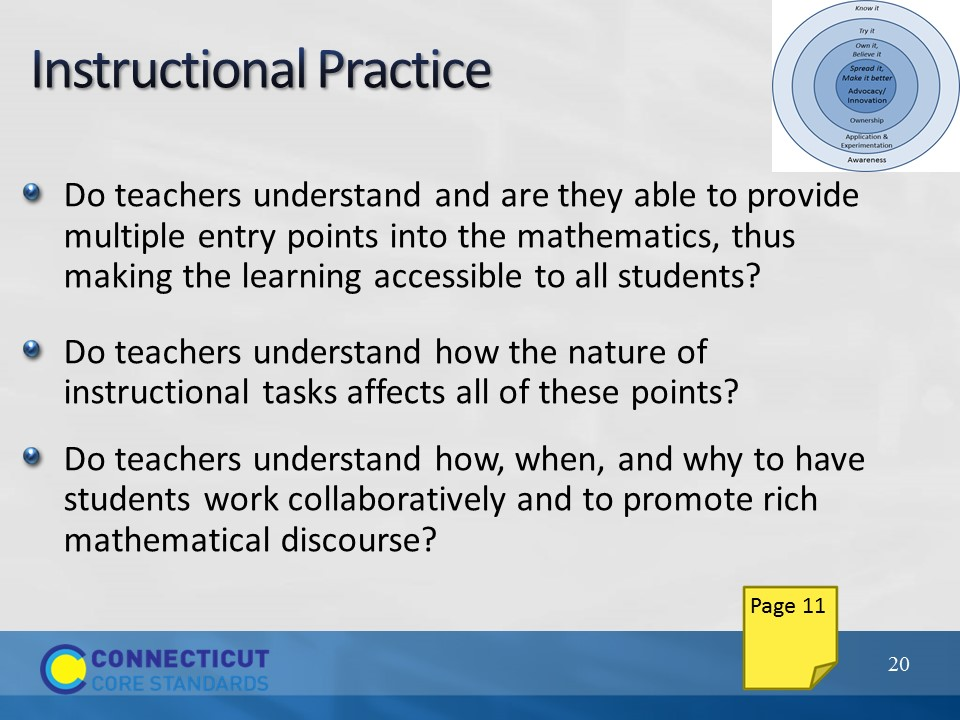 Instructional Practice
Know it
Try it
Own it,
Believe it
Spread it,
Make it better
Advocacy/
Innovation
Ownership
Application &
Experimentation
Awareness
Do teachers understand and are they able to provide
multiple entry points into the mathematics, thus
making the learning accessible to all students?
Do teachers understand how the nature of
instructional tasks affects all of these points?
Do teachers understand how, when, and why to have
students work collaboratively and to promote rich
mathematical discourse?
Page 11
CONNECTICUT
CORE STANDARDS
20